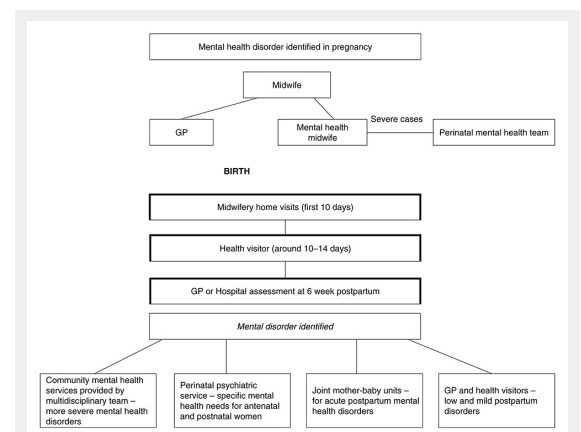 Mental health disorder identified in pregnancy
Midwife
GP
Mental health
midwife
Severe cases
Perinatal mental health team
BIRTH
Midwifery home visits (first 10 days)
Health visitor (around 10–14 days)
GP or Hospital assessment at 6 week postpartum
Mental disorder identified
Community mental health
services provided by
multidisciplinary team –
more severe mental health
disorders
Perinatal psychiatric
service – specific mental
health needs for antenatal
and postnatal women
Joint mother-baby units –
for acute postpartum mental
health disorders
GP and health visitors –
low and mild postpartum
disorders